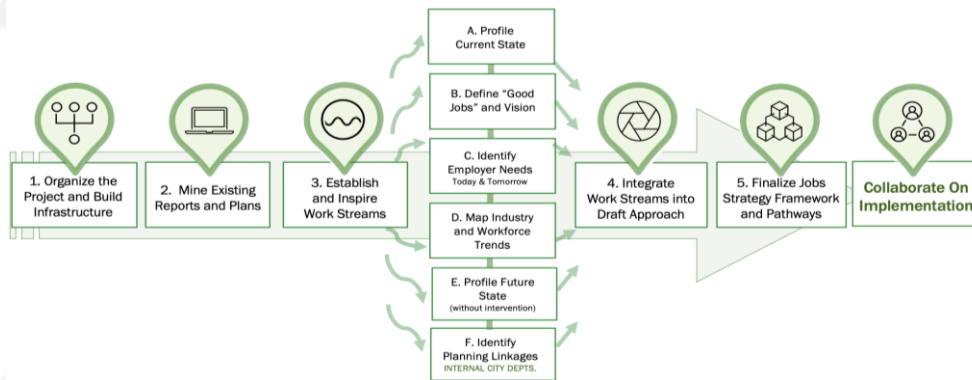 1. Organize the
Project and Build
Infrastructure
2. Mine Existing
Reports and Plans
3. Establish
and Inspire
Work Streams
A. Profile
Current State
B. Define “Good
Jobs” and Vision
C. Identify
Employer Needs
Today & Tomorrow
D. Map Industry
and Workforce
Trends
E. Profile Future
State
(without intervention)
F. Identify
Planning Linkages
INTERNAL CITY DEPTS.
4. Integrate
Work Streams into
Draft Approach
5. Finalize Jobs
Strategy Framework
and Pathways
Collaborate On
Implementation